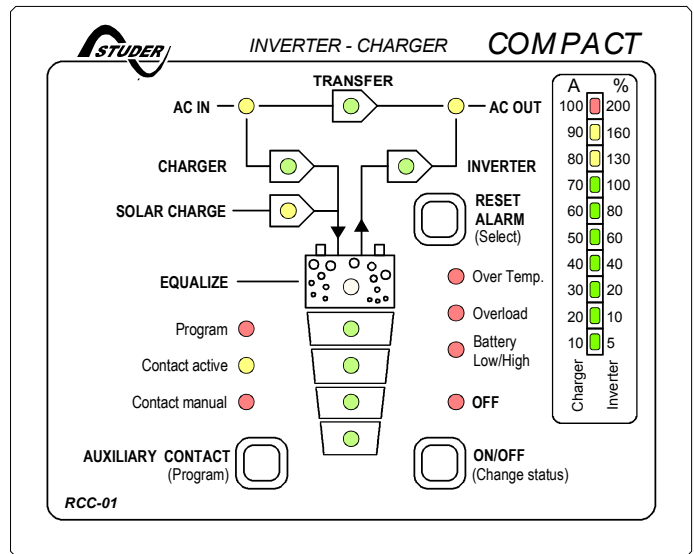 STUDER
INVERTER - CHARGER
COMPACT
TRANSFER
AC IN
AC OUT
CHARGER
INVERTER
SOLAR CHARGE
RESET
ALARM
(Select)
EQUALIZE
Over Temp.
Program
Overload
Contact active
Battery
Low/High
Contact manual
OFF
AUXILIARY CONTACT
(Program)
ON/OFF
(Change status)
RCC-01
A %
100 200
90 160
80 130
70 100
60 80
50 60
40 40
30 20
20 10
10 5
Charger
Inverter